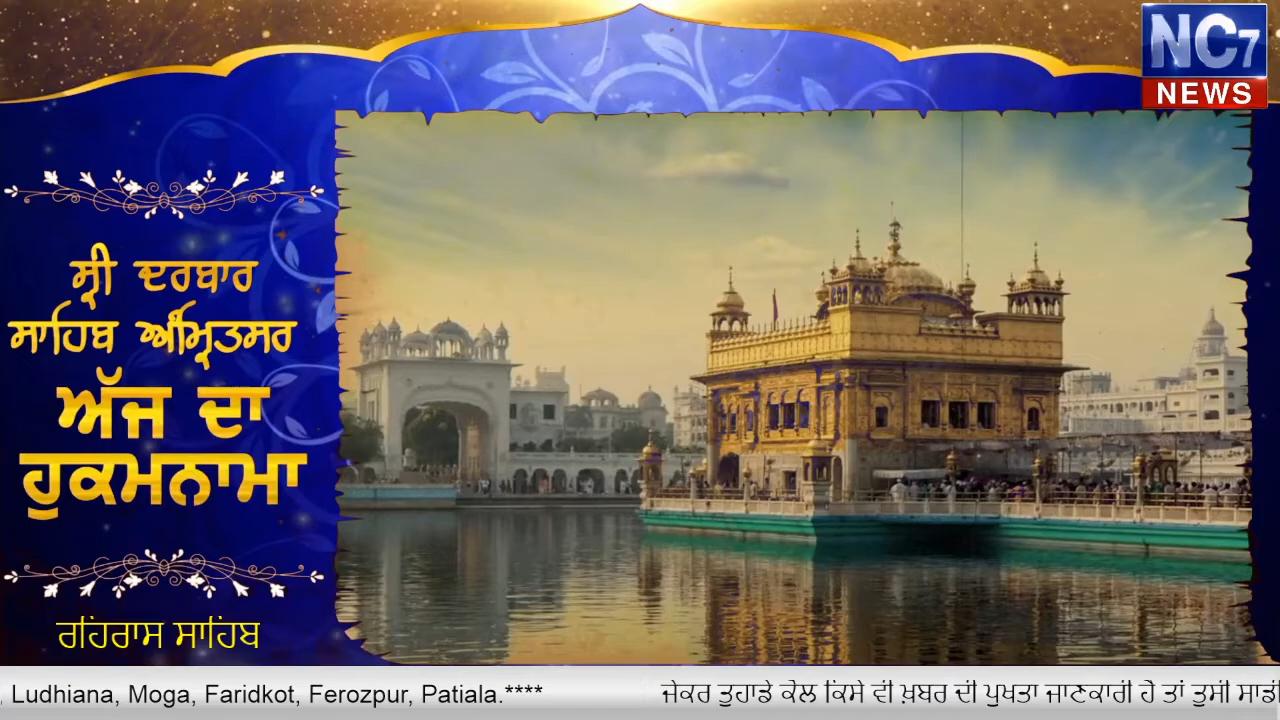 NC7
NEWS
ਸ੍ਰੀ ਦਰਬਾਰ
ਸਾਹਿਬ ਅੰਮ੍ਰਿਤਸਰ
ਅੱਜ ਦਾ
ਹੁਕਮਨਾਮਾ
ਰਹਿਰਾਸ ਸਾਹਿਬ
, Ludhiana, Moga, Faridkot, Ferozpur, Patiala.**** ਜੇਕਰ ਤੁਹਾਡੇ ਕੋਲ ਕਿਸੇ ਵੀ ਖ਼ਬਰ ਦੀ ਪੁਖਤਾ ਜਾਣਕਾਰੀ ਹੈ ਤਾਂ ਤੁਸੀ ਸਾਡੀ